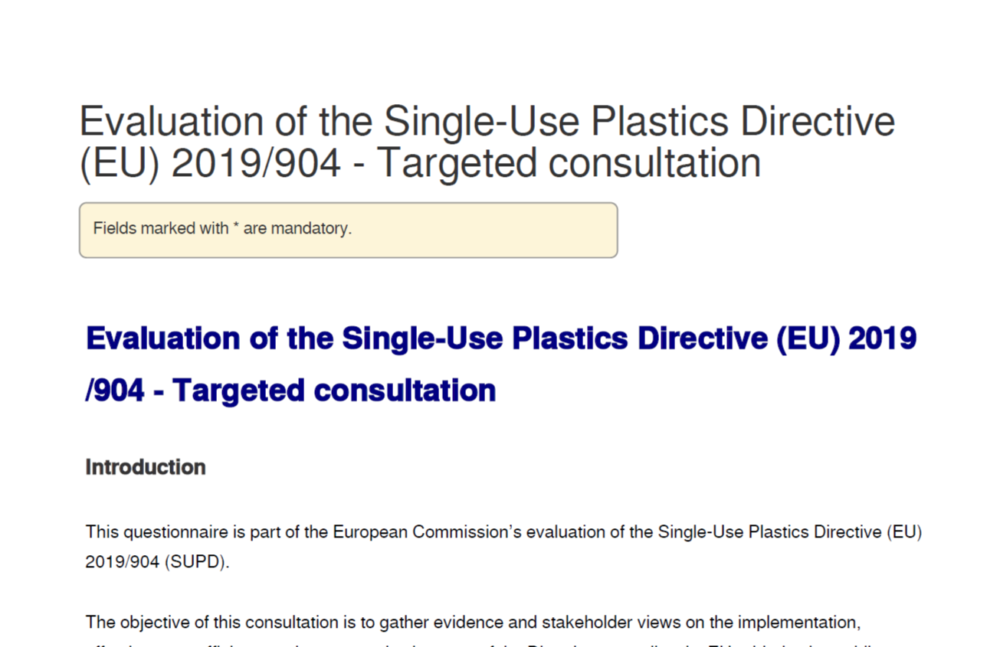 Evaluation of the Single-Use Plastics Directive
(EU) 2019/904 - Targeted consultation
Fields marked with * are mandatory.
Evaluation of the Single-Use Plastics Directive (EU) 2019
/904 - Targeted consultation
Introduction
This questionnaire is part of the European Commission’s evaluation of the Single-Use Plastics Directive (EU)
2019/904 (SUPD).
The objective of this consultation is to gather evidence and stakeholder views on the implementation,